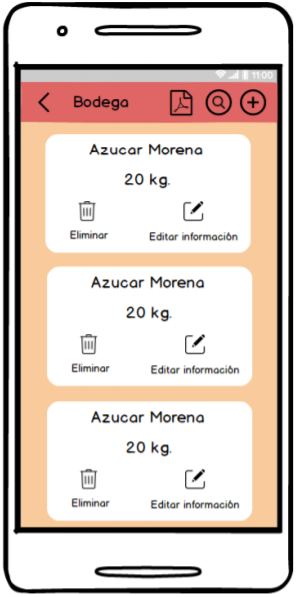 11:00
Bodega
Azucar Morena
20 kg.
Eliminar Editar información
Azucar Morena
20 kg.
Eliminar Editar información
Azucar Morena
20 kg.
Eliminar Editar información